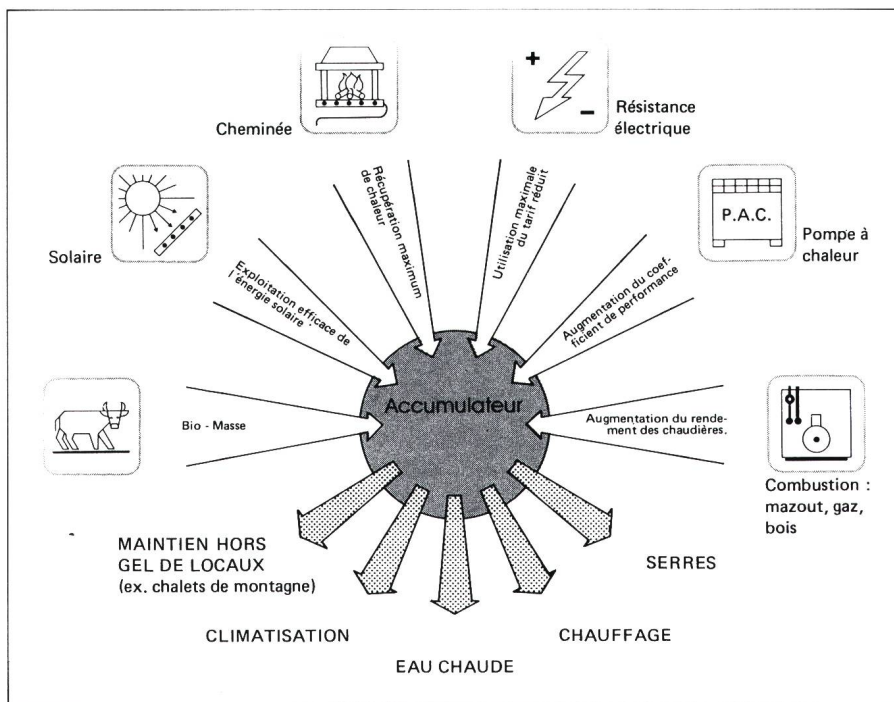 Cheminée
+
-
Résistance
électrique
Solaire
P.A.C.
Pompe à
chaleur
Récupération maximum
de chaleur
Utilisation maximale
du tarif réduit
Exploitation efficace de
l'énergie solaire
Augmentation du coef-
ficient de performance
Accumulateur
Bio - Masse
Augmentation du rende-
ment des chaudières.
Combustion :
mazout, gaz,
bois
MAINTIEN HORS
GEL DE LOCAUX
(ex. chalets de montagne)
SERRES
CLIMATISATION
CHAUFFAGE
EAU CHAUDE